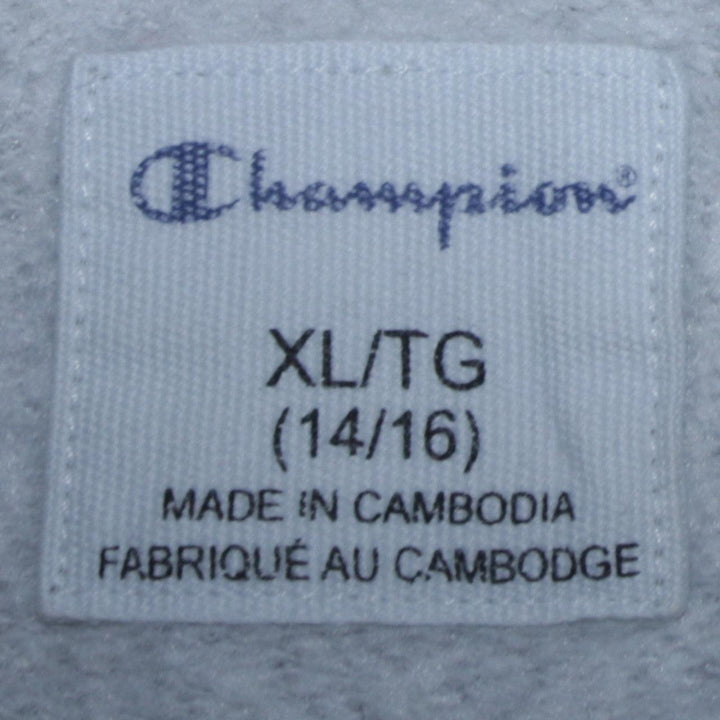 Champion®
XL/TG
(14/16)
MADE IN CAMBODIA
FABRIQUÉ AU CAMBODGE